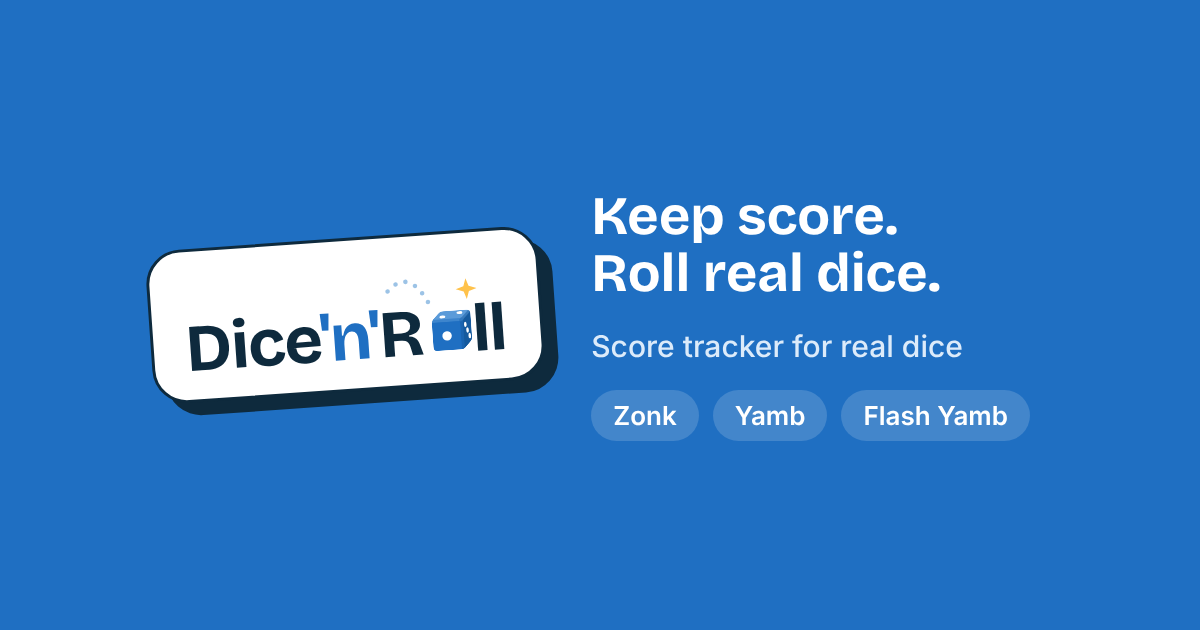 Dice'n'Roll
Keep score.
Roll real dice.
Score tracker for real dice
Zonk
Yamb
Flash Yamb